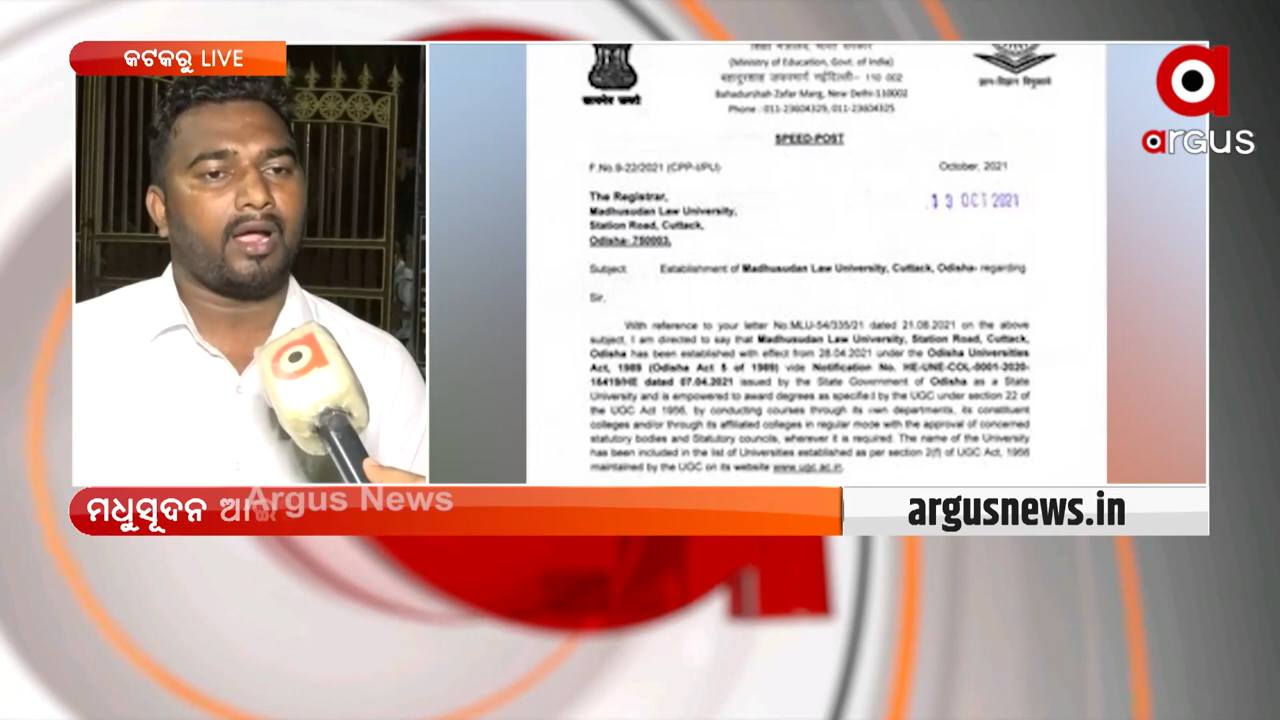 କଟକରୁ LIVE
(Ministry of Education, Govt. of India)
बहादुरशाह जफरमार्ग नईदिल्ली– 110 002
Bahadurshah Zafar Marg, New Delhi-110002
Phone : 011-23604329, 011-23604325
SPEED-POST
F.No.9-22/2021 (CPP-I/PU)
October, 2021
13 OCT 2021
The Registrar,
Madhusudan Law University,
Station Road, Cuttack,
Odisha- 750003.
Subject: Establishment of Madhusudan Law University, Cuttack, Odisha- regarding
Sir,
With reference to your letter No.MLU-54/335/21 dated 21.08.2021 on the above
subject, I am directed to say that Madhusudan Law University, Station Road, Cuttack,
Odisha has been established with effect from 28.04.2021 under the Odisha Universities
Act, 1989 (Odisha Act 5 of 1989) vide Notification No. HE-UNE-COL-0001-2020-
16419/HE dated 07.04.2021 issued by the State Government of Odisha as a State
University and is empowered to award degrees as specified by the UGC under section 22 of
the UGC Act 1956, by conducting courses through its own departments, its constituent
colleges and/or through its affiliated colleges in regular mode with the approval of concerned
statutory bodies and Statutory councils, wherever it is required. The name of the University
has been included in the list of Universities established as per section 2(f) of UGC Act, 1956
maintained by the UGC on its website www.ugc.ac.in.
argus
ମଧୁସୂଦନ
Argus News
argusnews.in